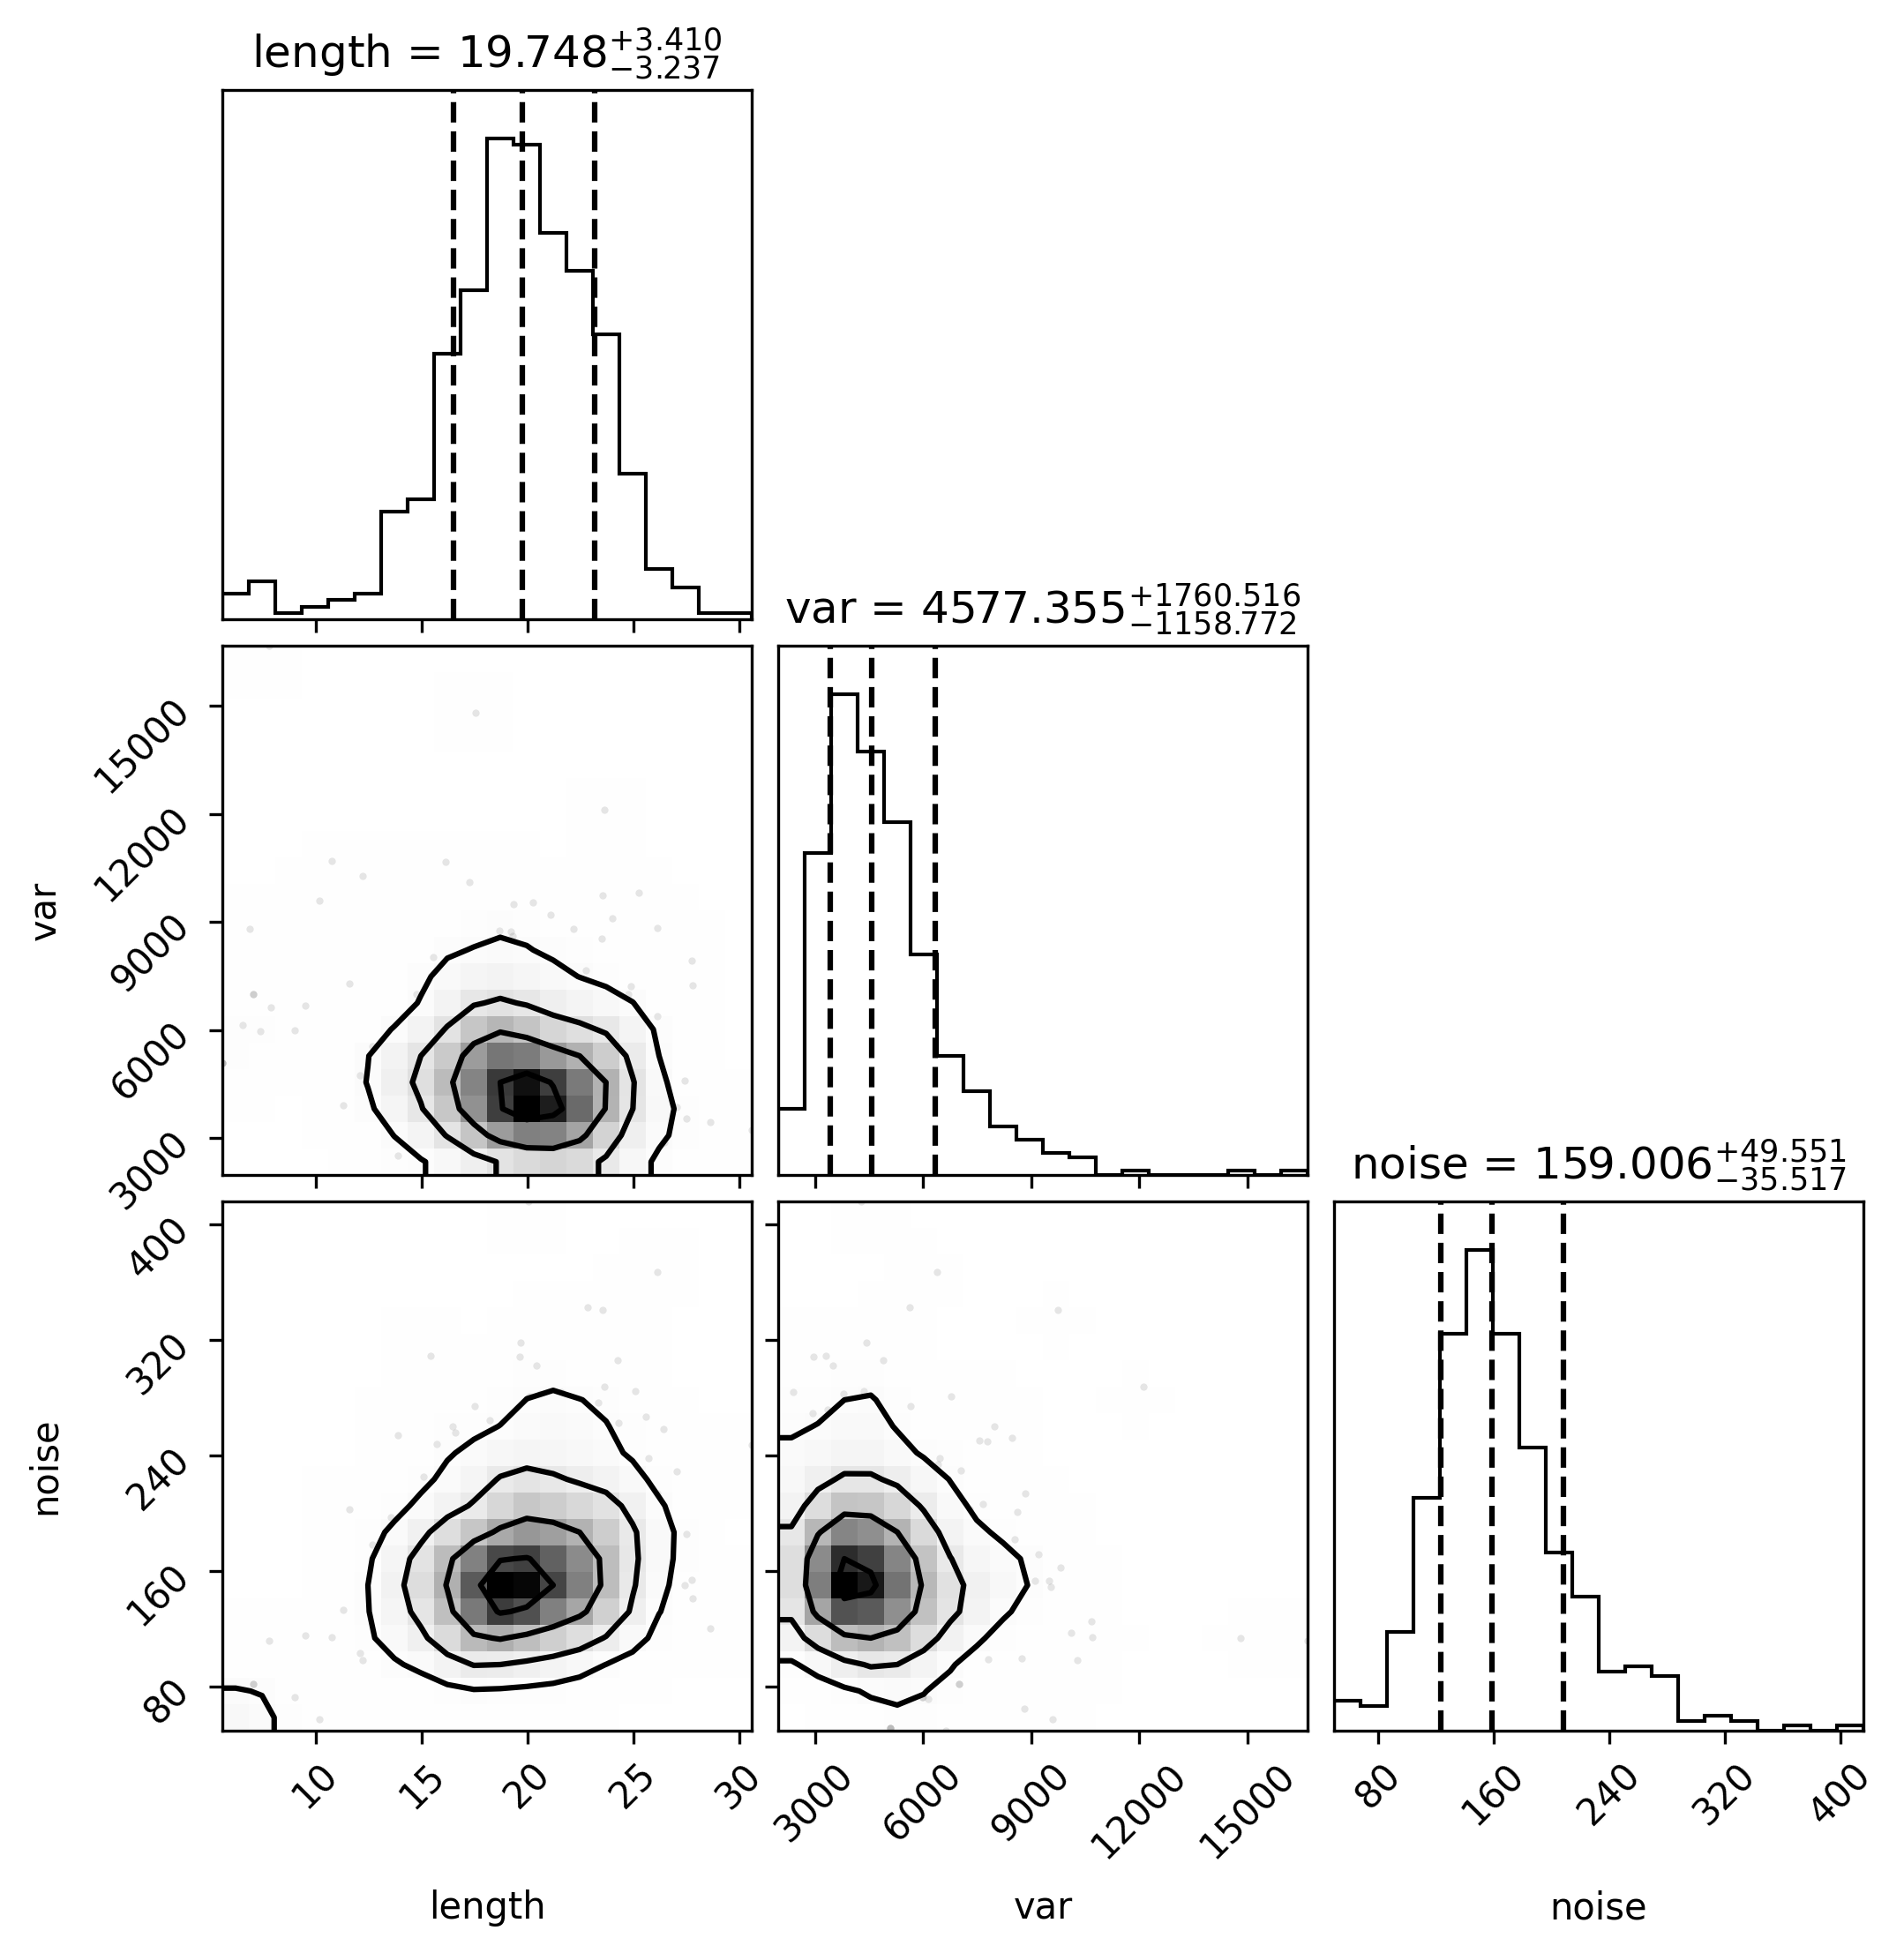 length = 19.748 +3.410 −3.237
var = 4577.355 +1760.516 −1158.772
15000
12000
9000
6000
3000
var
noise = 159.006 +49.551 −35.517
400
320
240
160
80
noise
10 15 20 25 30 3000 6000 9000 12000 15000 80 160 240 320 400
length var noise